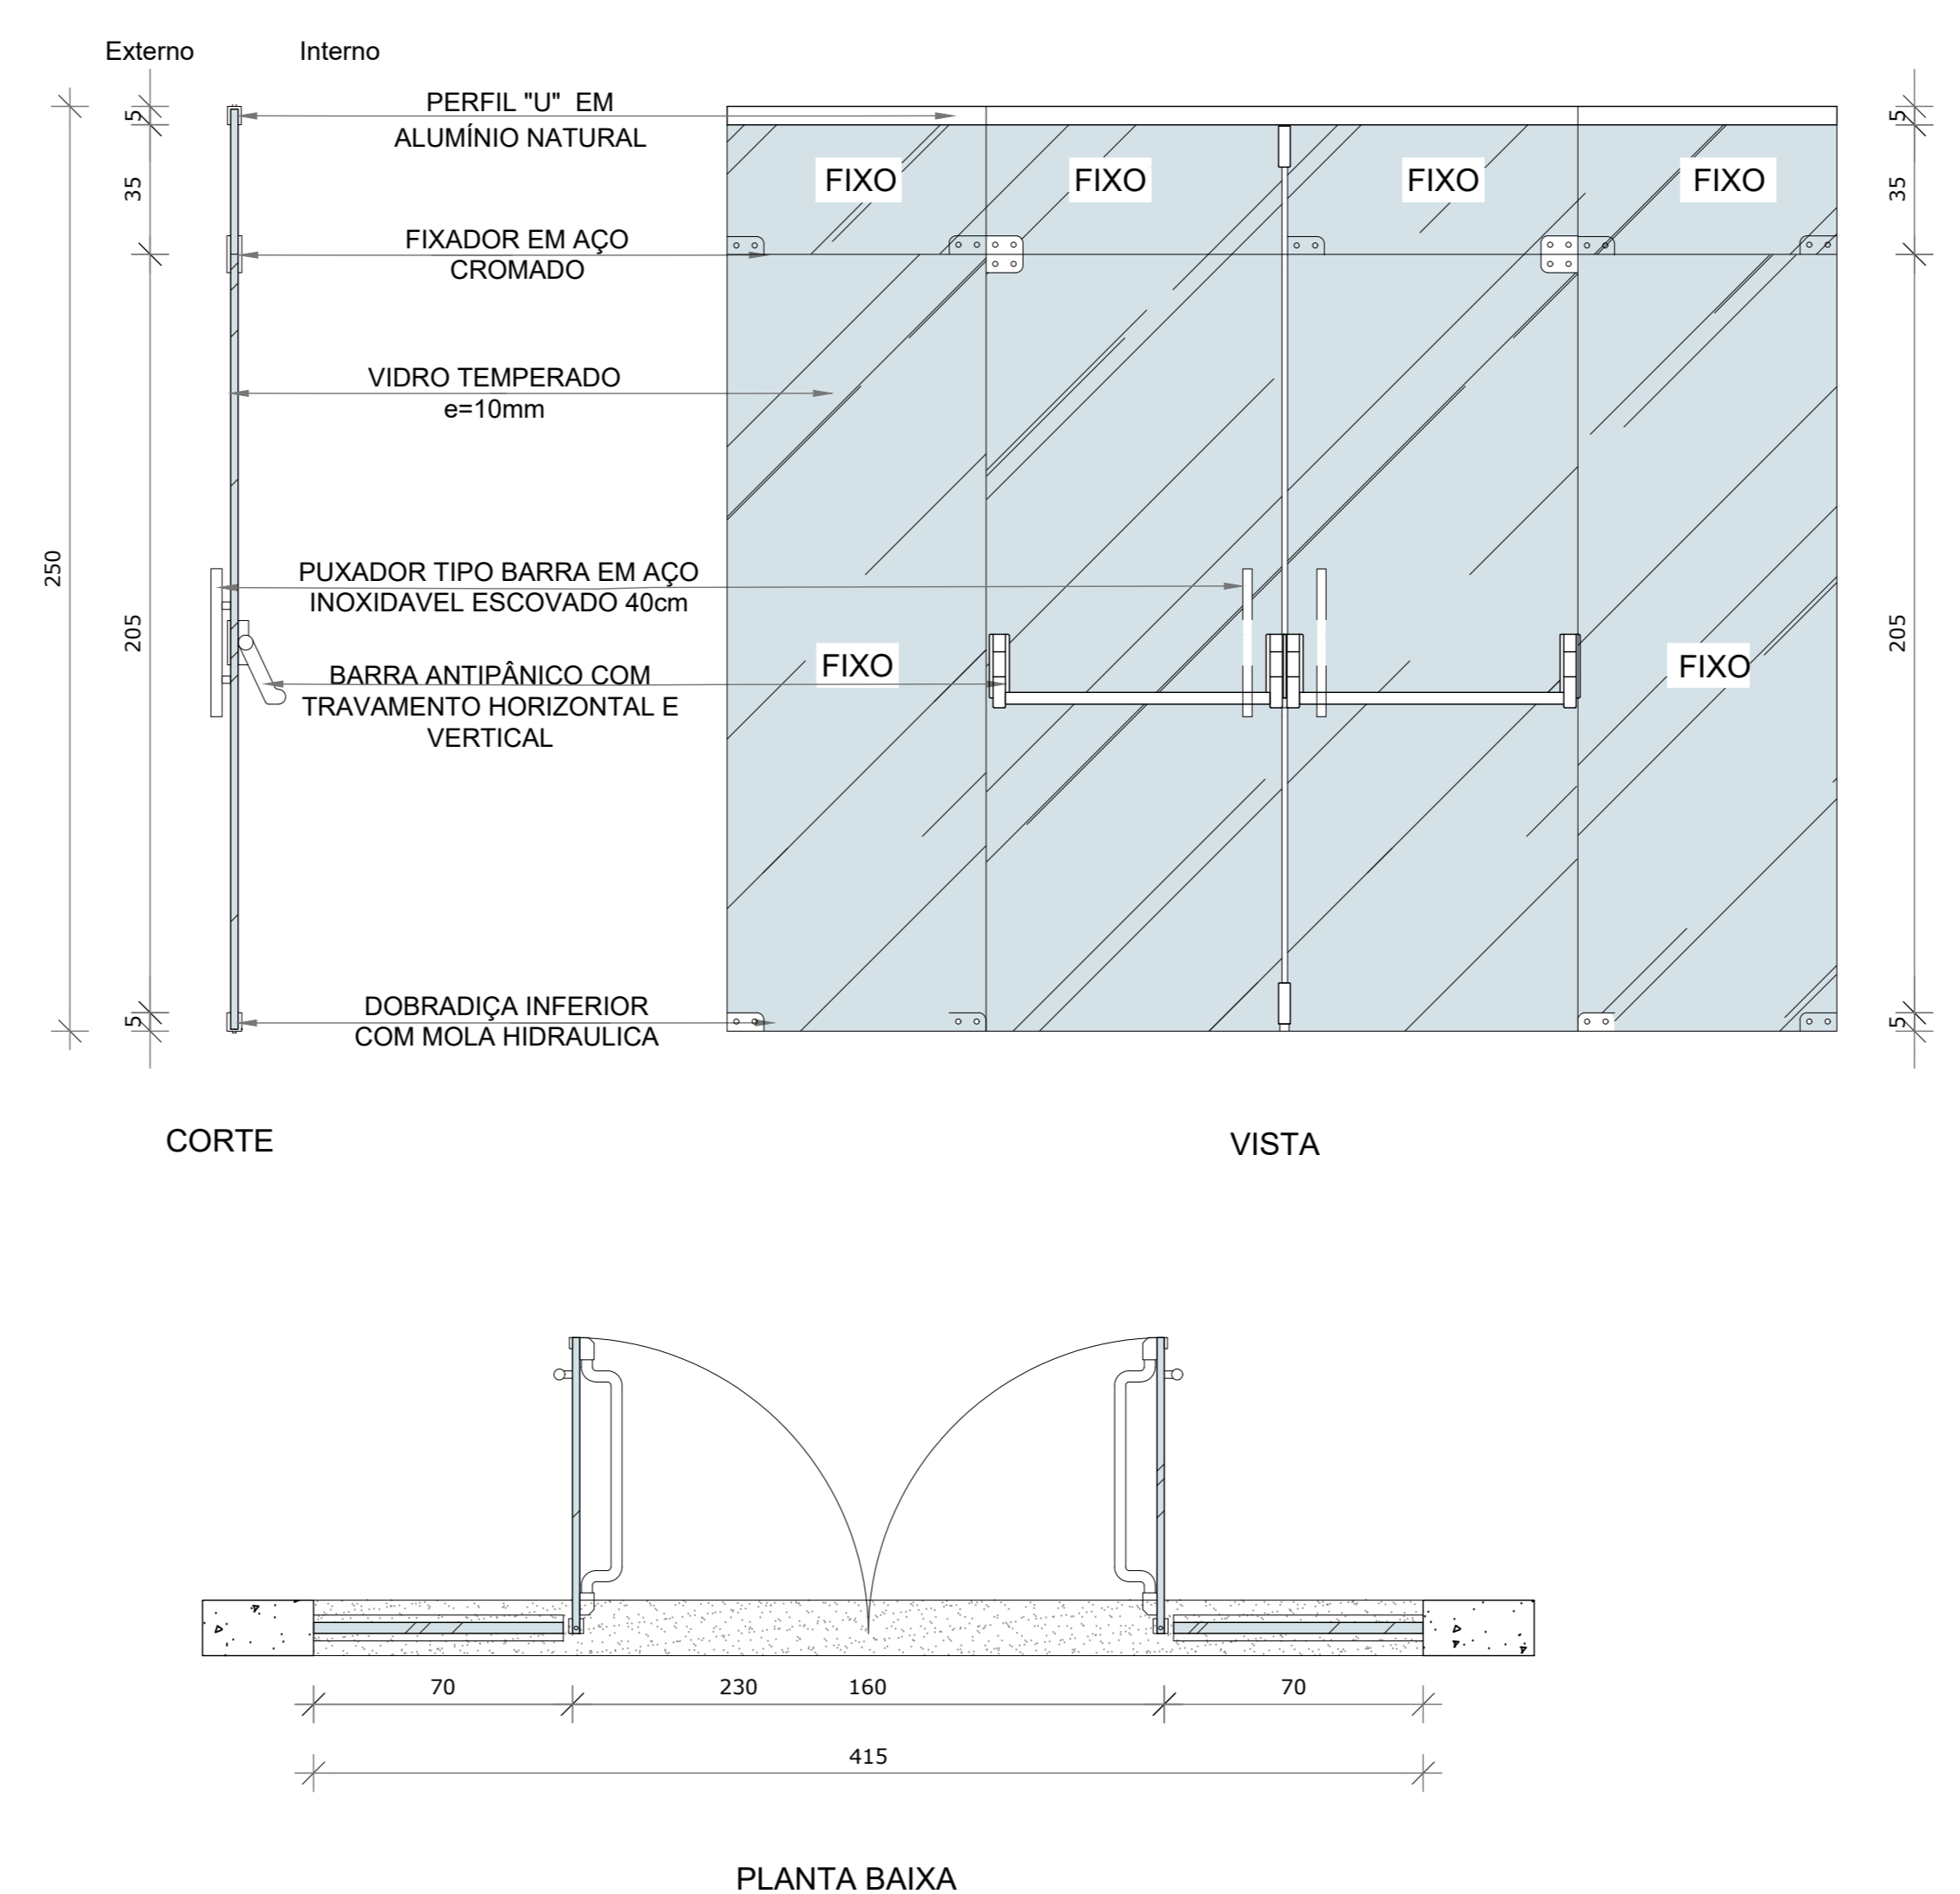 Externo
Interno
PERFIL "U" EM
ALUMÍNIO NATURAL
FIXADOR EM AÇO
CROMADO
VIDRO TEMPERADO
e=10mm
PUXADOR TIPO BARRA EM AÇO
INOXIDAVEL ESCOVADO 40cm
BARRA ANTIPÂNICO COM
TRAVAMENTO HORIZONTAL E
VERTICAL
DOBRADIÇA INFERIOR
COM MOLA HIDRAULICA
250
5
35
205
5
FIXO
FIXO
FIXO
FIXO
FIXO
FIXO
5
35
205
5
CORTE
VISTA
70
230
160
70
415
PLANTA BAIXA